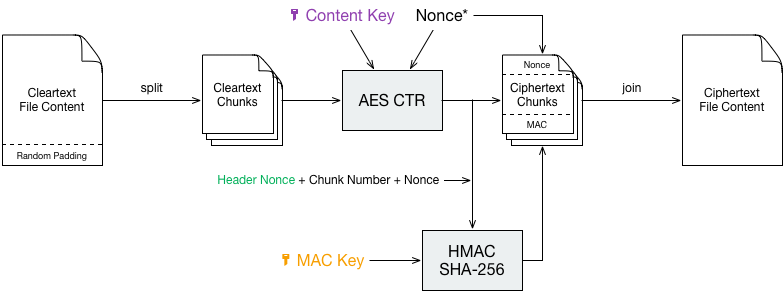 Content Key
Nonce*
Cleartext
File Content
Random Padding
split
Cleartext
Chunks
AES CTR
Nonce
Ciphertext
Chunks
MAC
join
Ciphertext
File Content
Header Nonce + Chunk Number + Nonce
MAC Key
HMAC
SHA-256